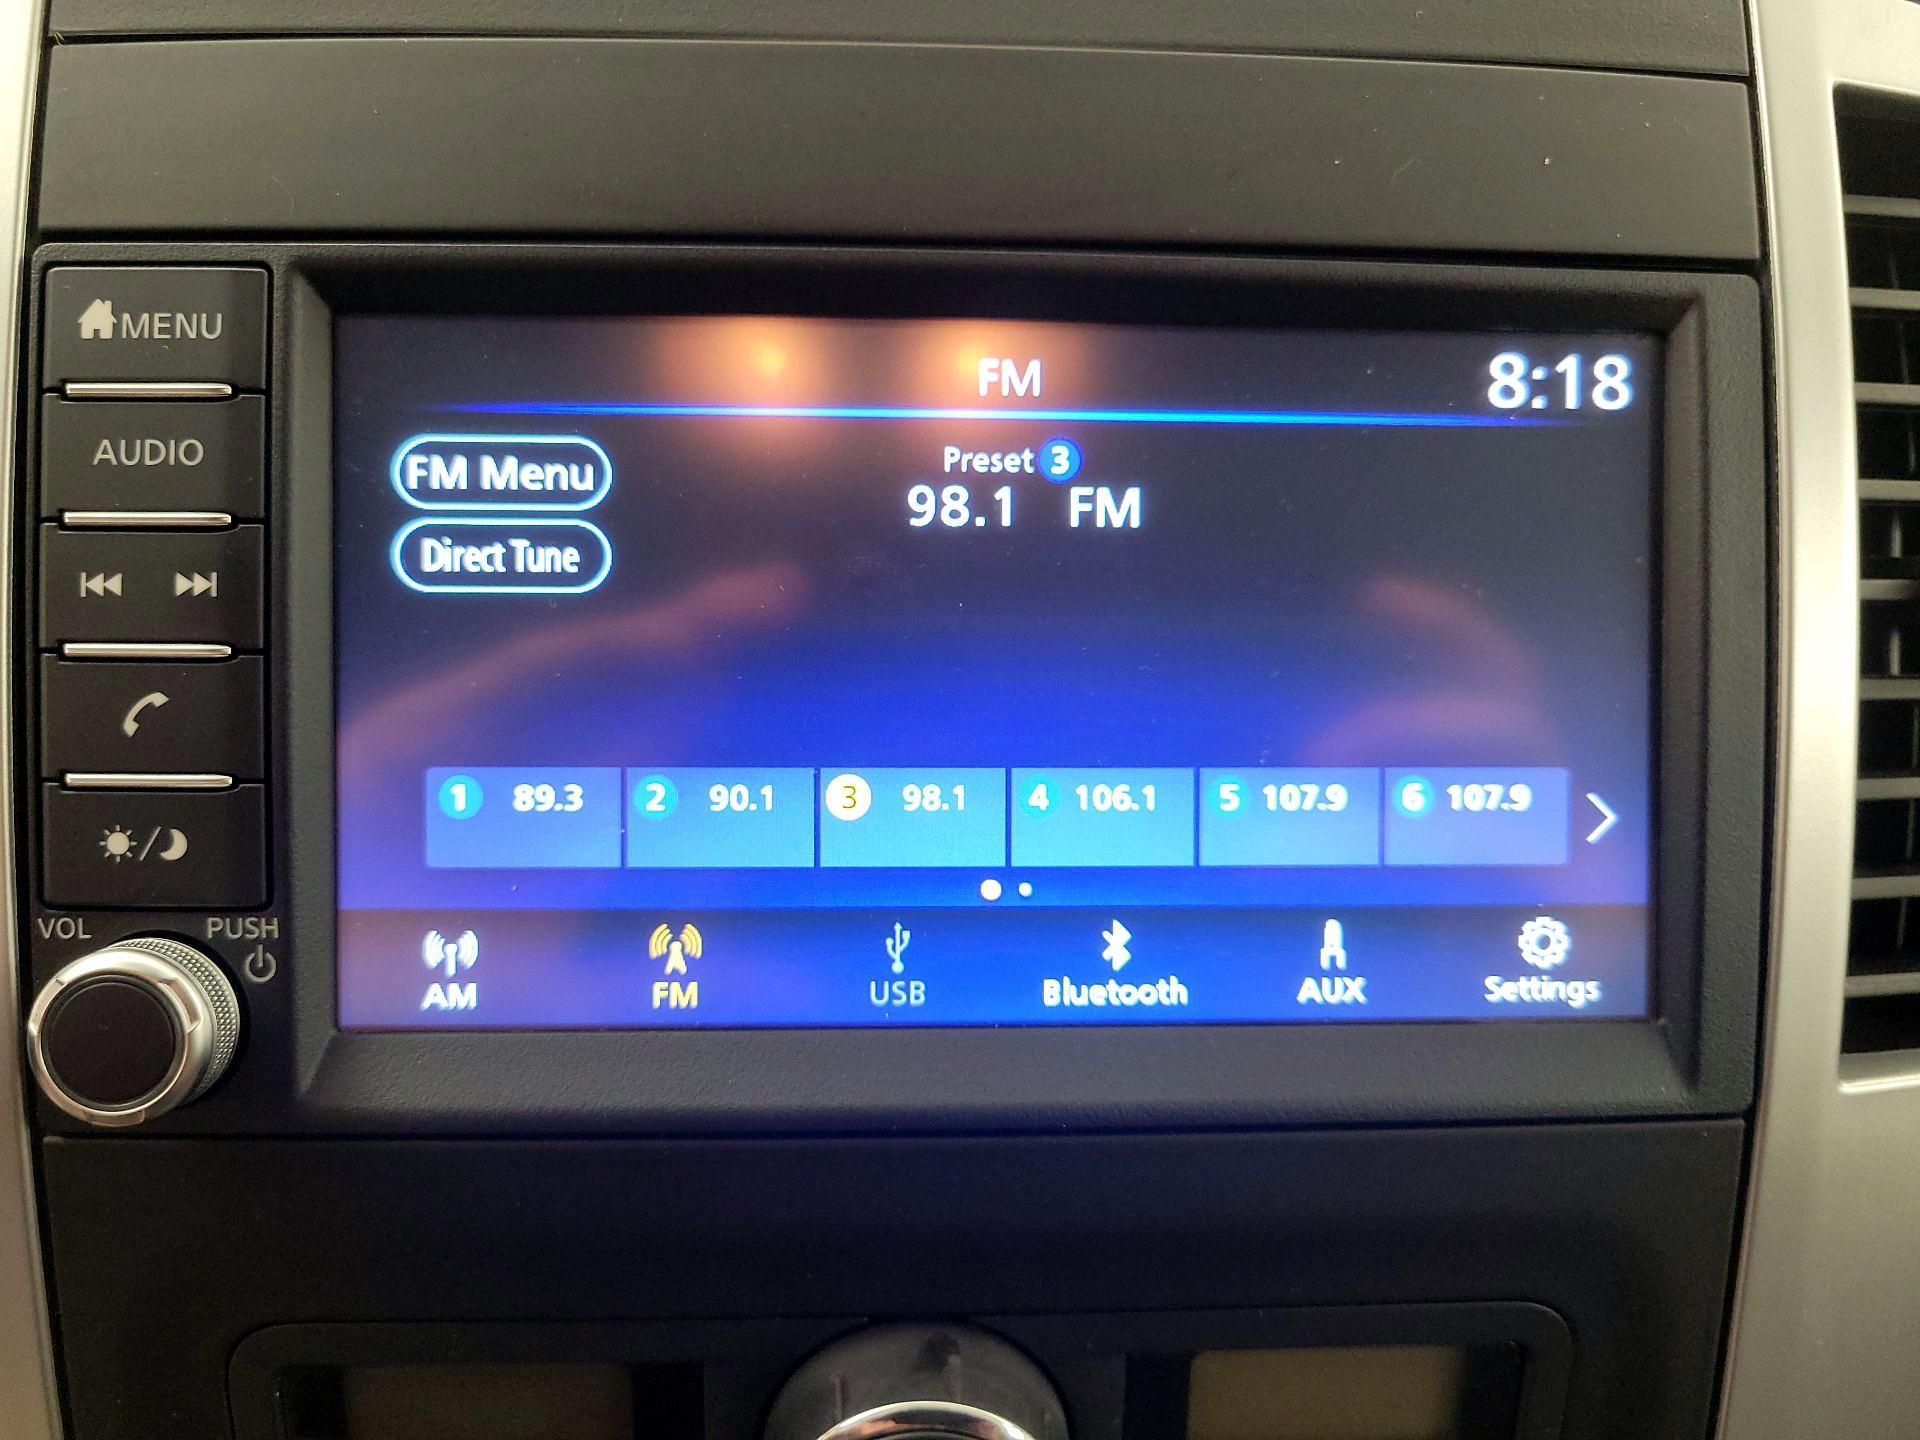 MENU
AUDIO
VOL PUSH
FM 8:18
FM Menu
Direct Tune
Preset 3
98.1 FM
1 89.3 2 90.1 3 98.1 4 106.1 5 107.9 6 107.9
AM FM USB Bluetooth AUX Settings